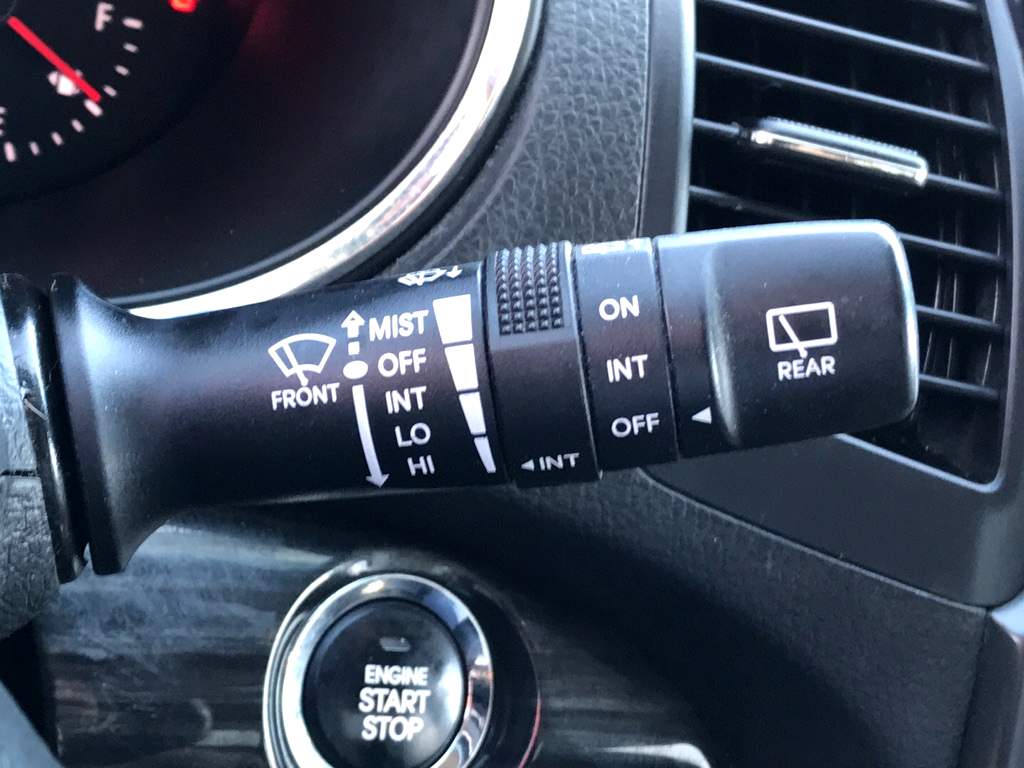 F
MIST
OFF
INT
LO
HI
FRONT
INT
ON
INT
OFF
REAR
ENGINE
START
STOP